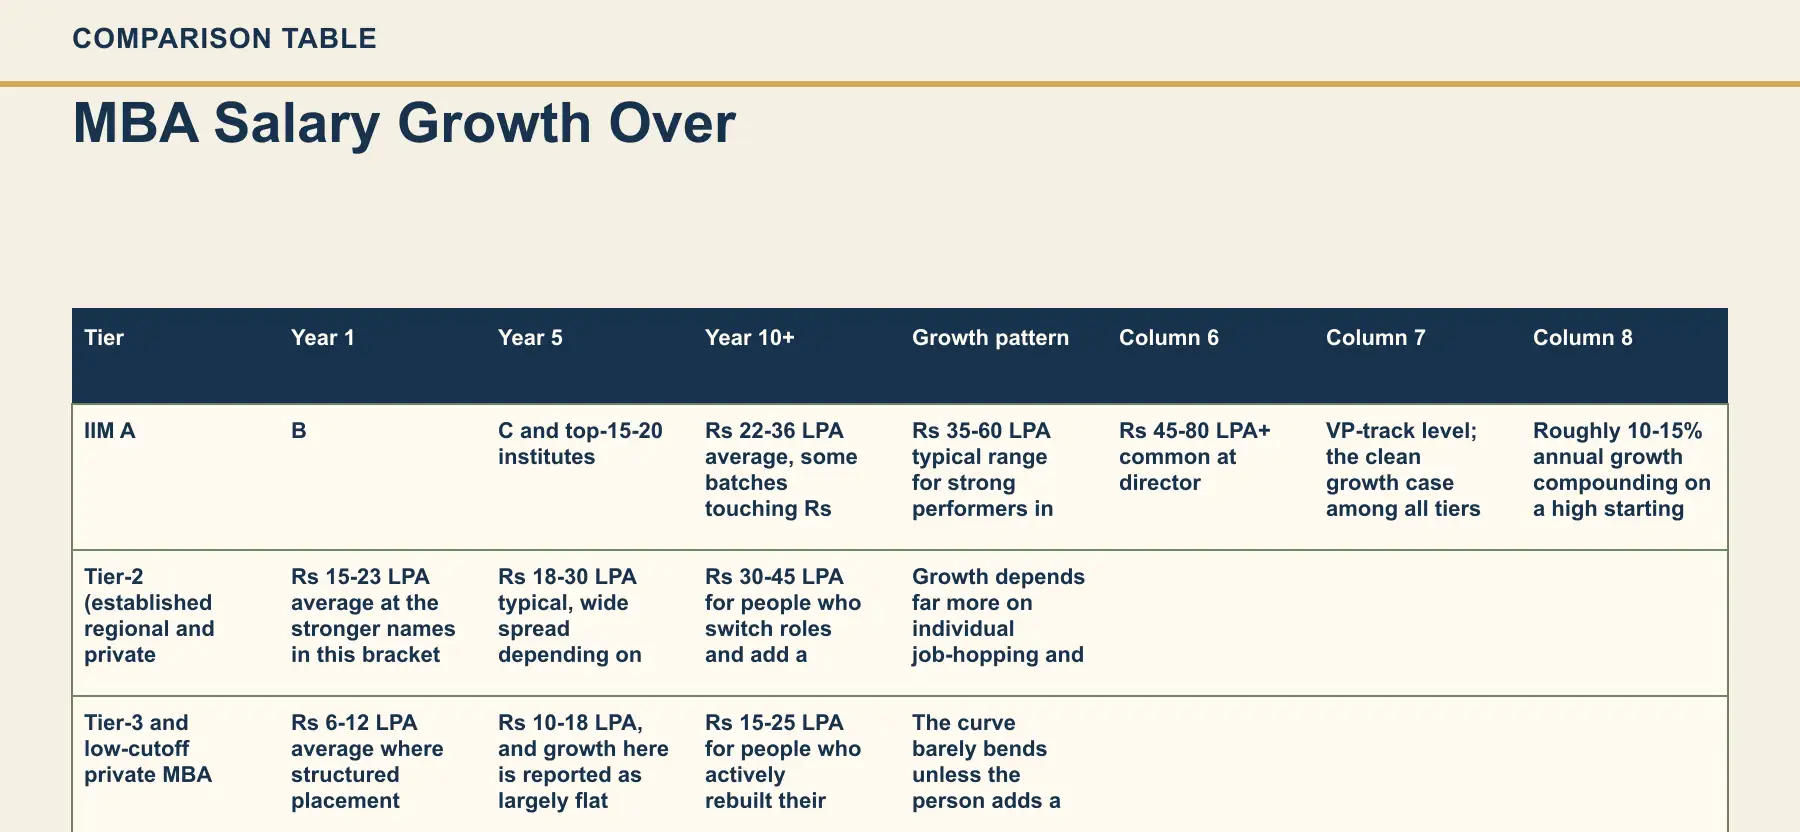 COMPARISON TABLE
MBA Salary Growth Over
Tier
Year 1
Year 5
Year 10+
Growth pattern
Column 6
Column 7
Column 8
IIM A
B
C and top-15-20
institutes
Rs 22-36 LPA
average, some
batches
touching Rs
Rs 35-60 LPA
typical range
for strong
performers in
Rs 45-80 LPA+
common at
director
VP-track level;
the clean
growth case
among all tiers
Roughly 10-15%
annual growth
compounding on
a high starting
Tier-2
(established
regional and
private
Rs 15-23 LPA
average at the
stronger names
in this bracket
Rs 18-30 LPA
typical, wide
spread
depending on
Rs 30-45 LPA
for people who
switch roles
and add a
Growth depends
far more on
individual
job-hopping and
Tier-3 and
low-cutoff
private MBA
Rs 6-12 LPA
average where
structured
placement
Rs 10-18 LPA,
and growth here
is reported as
largely flat
Rs 15-25 LPA
for people who
actively
rebuilt their
The curve
barely bends
unless the
person adds a